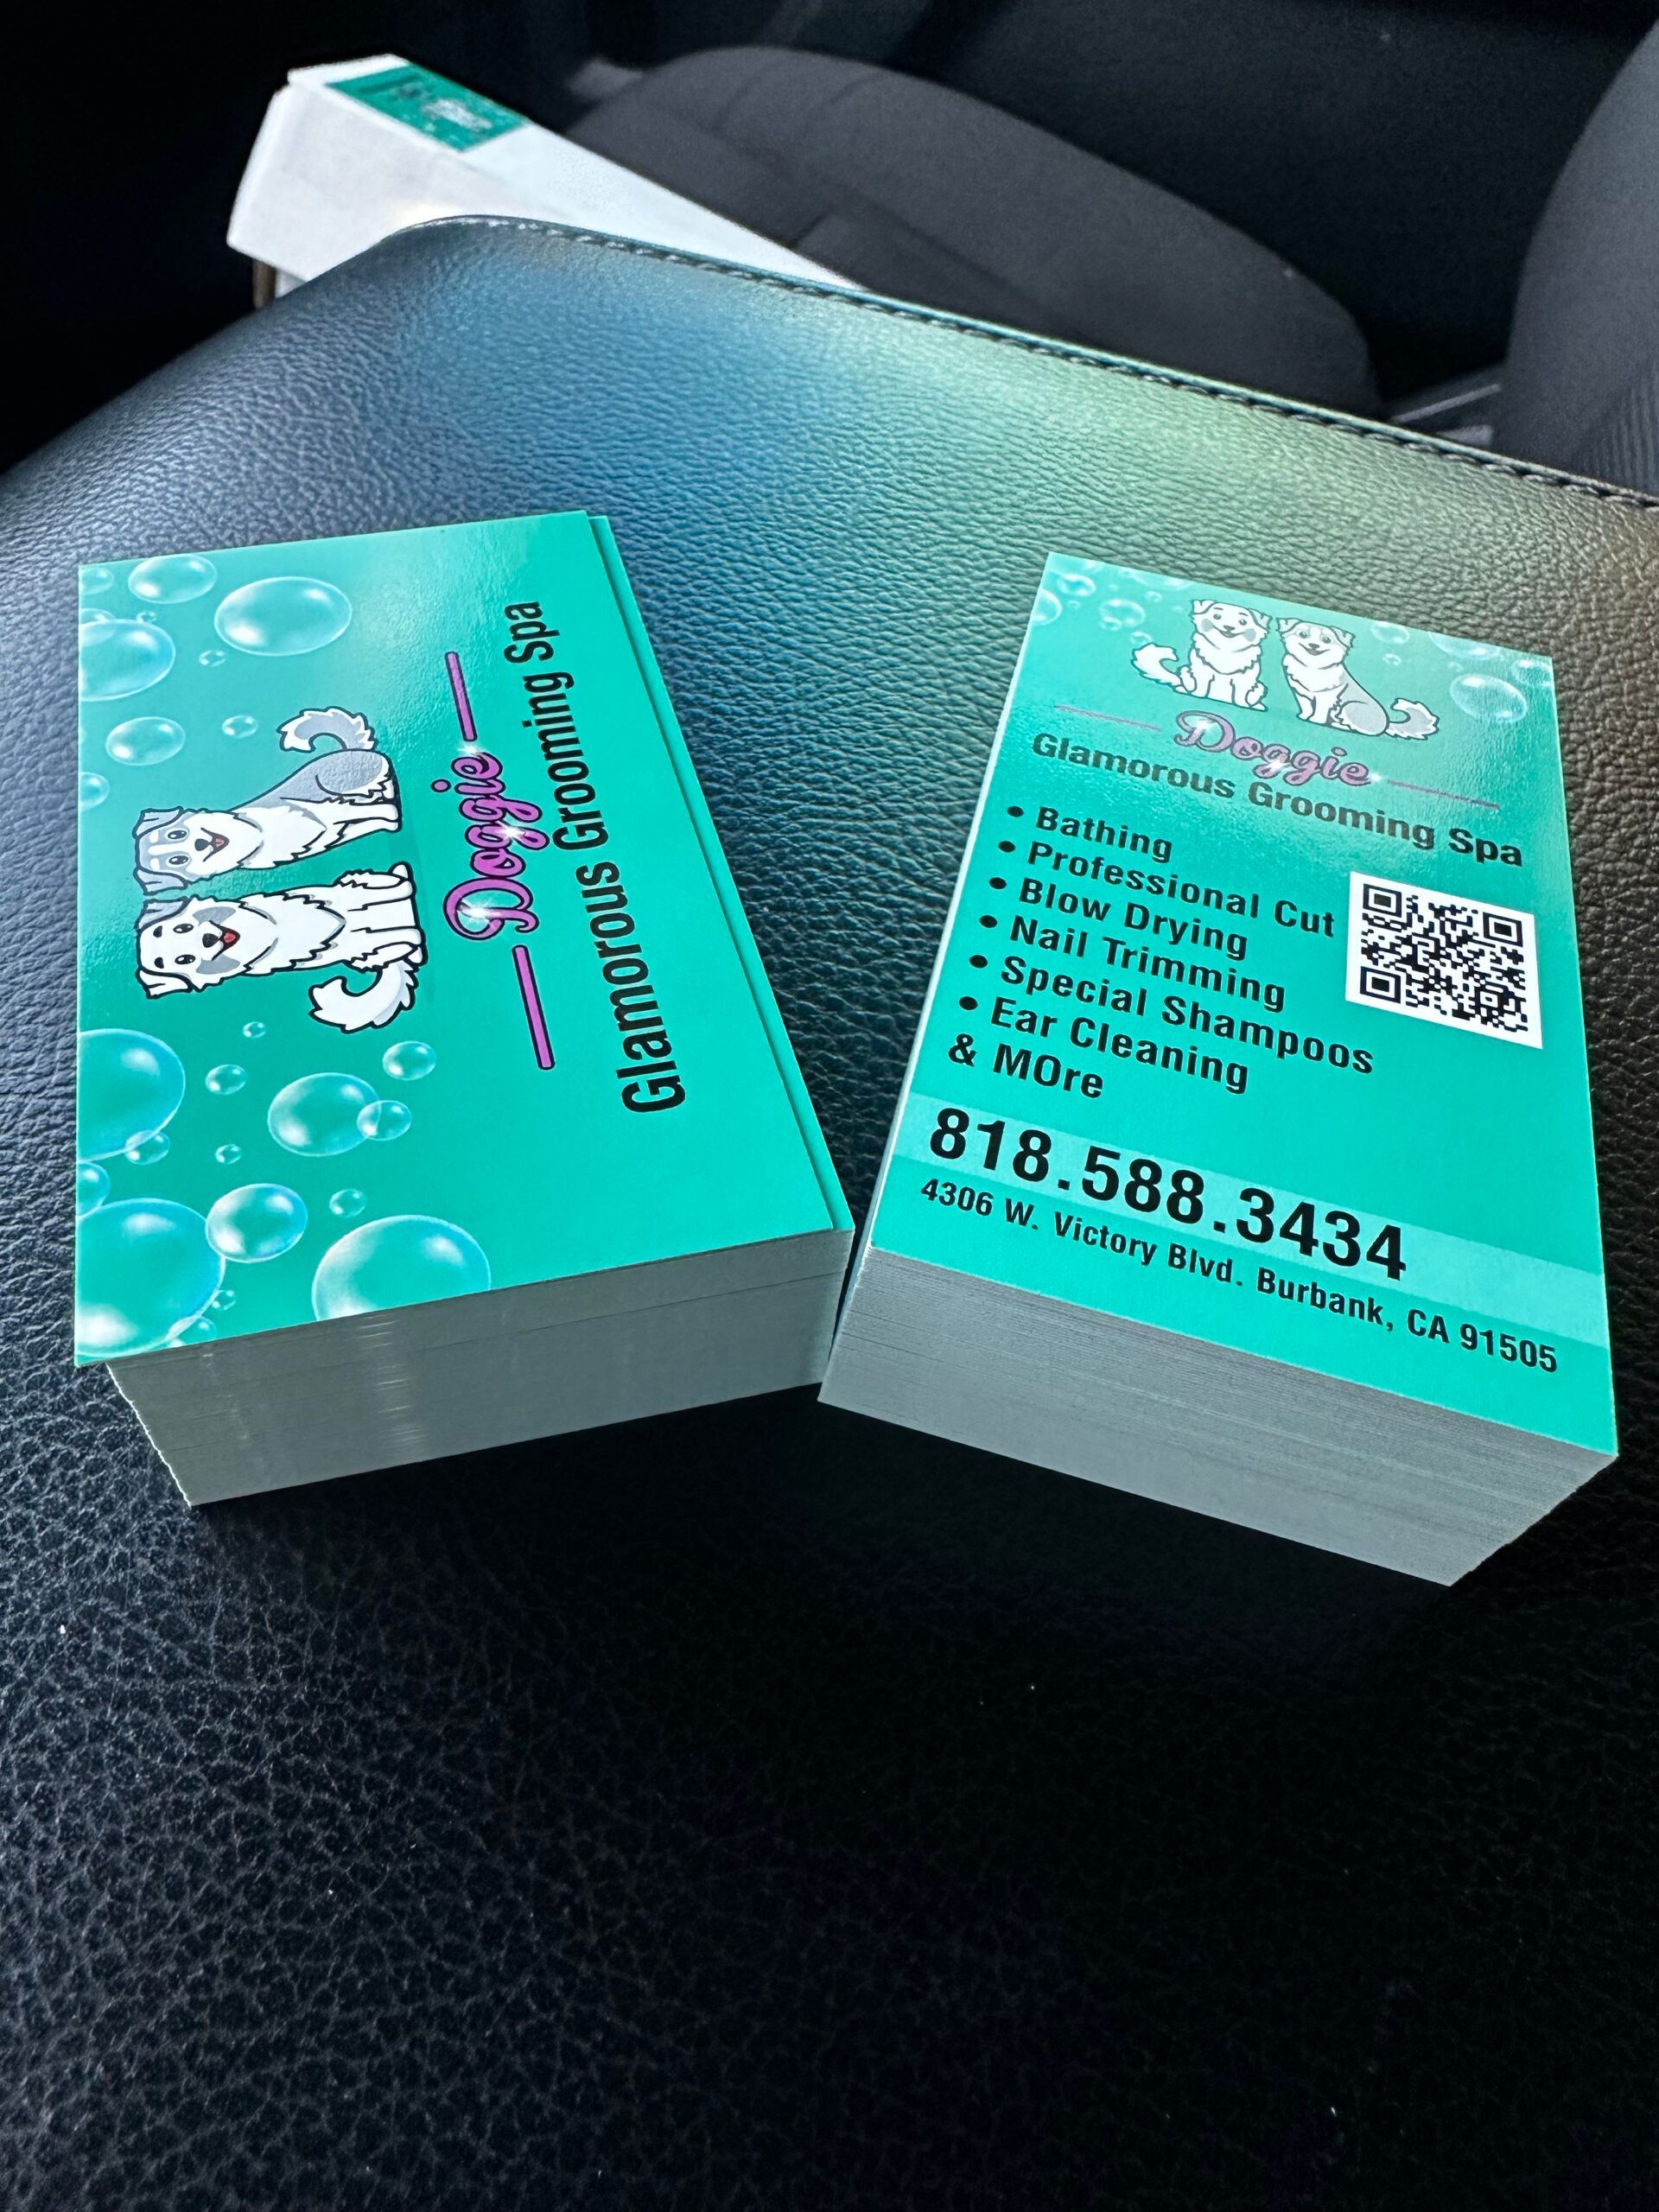 Doggie
Glamorous Grooming Spa
Doggie
Glamorous Grooming Spa
• Bathing
• Professional Cut
• Blow Drying
• Nail Trimming
• Special Shampoos
• Ear Cleaning
& MOre
818.588.3434
4306 W. Victory Blvd. Burbank, CA 91505